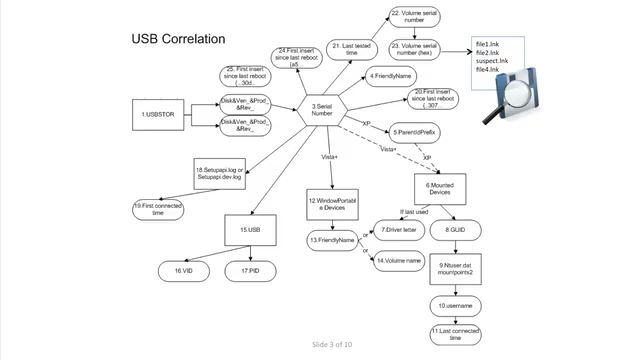 USB Correlation
22. Volume serial
number
24.First insert
since last reboot
(a5...
21. Last tested
time
23. Volume serial
number (hex)
file1.lnk
file2.lnk
suspect.lnk
file4.lnk
25. First insert
since last reboot
(...30d..
4.FriendlyName
1.USBSTOR
Disk&Ven_&Prod_
&Rev_
Disk&Ven_&Prod_
&Rev_
3.Serial
Number
20.First insert
since last reboot
(..307...
XP
5.ParentIdPrefix
Vista+
Vista+
XP
18.Setupapi.log or
Setupapi.dev.log
6.Mounted
Devices
19.First connected
time
12.WindowPortabl
e Devices
If last used
15.USB
13.FriendlyName
or
or
7.Driver letter
8.GUID
14.Volume name
16.VID
17.PID
9.Ntuser.dat
mountpoints2
10.username
11.Last connected
time
Slide 3 of 10